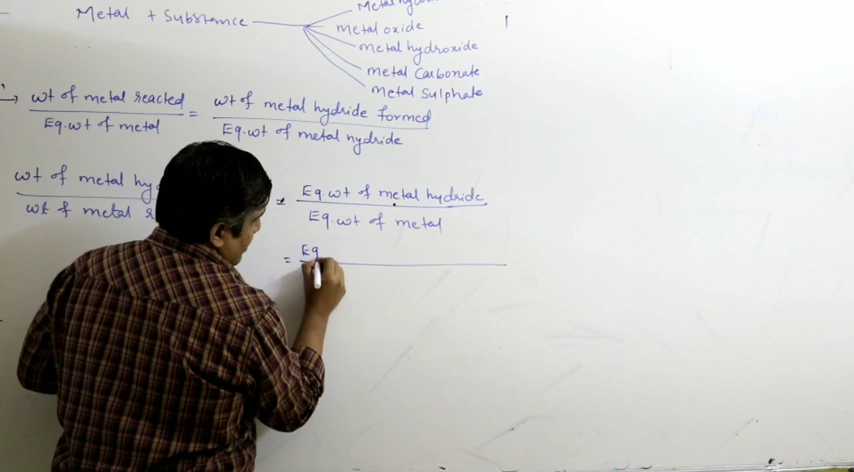 Metal
Metal + Substance
Metal oxide
metal hydroxide
metal Carbonate
metal Sulphate
wt of metal reacted = wt of metal hydride formed
Eq.wt of metal Eq.wt of metal hydride
wt of metal hy = Eq.wt of metal hydride
wt of metal r Eq.wt of metal
= Eq